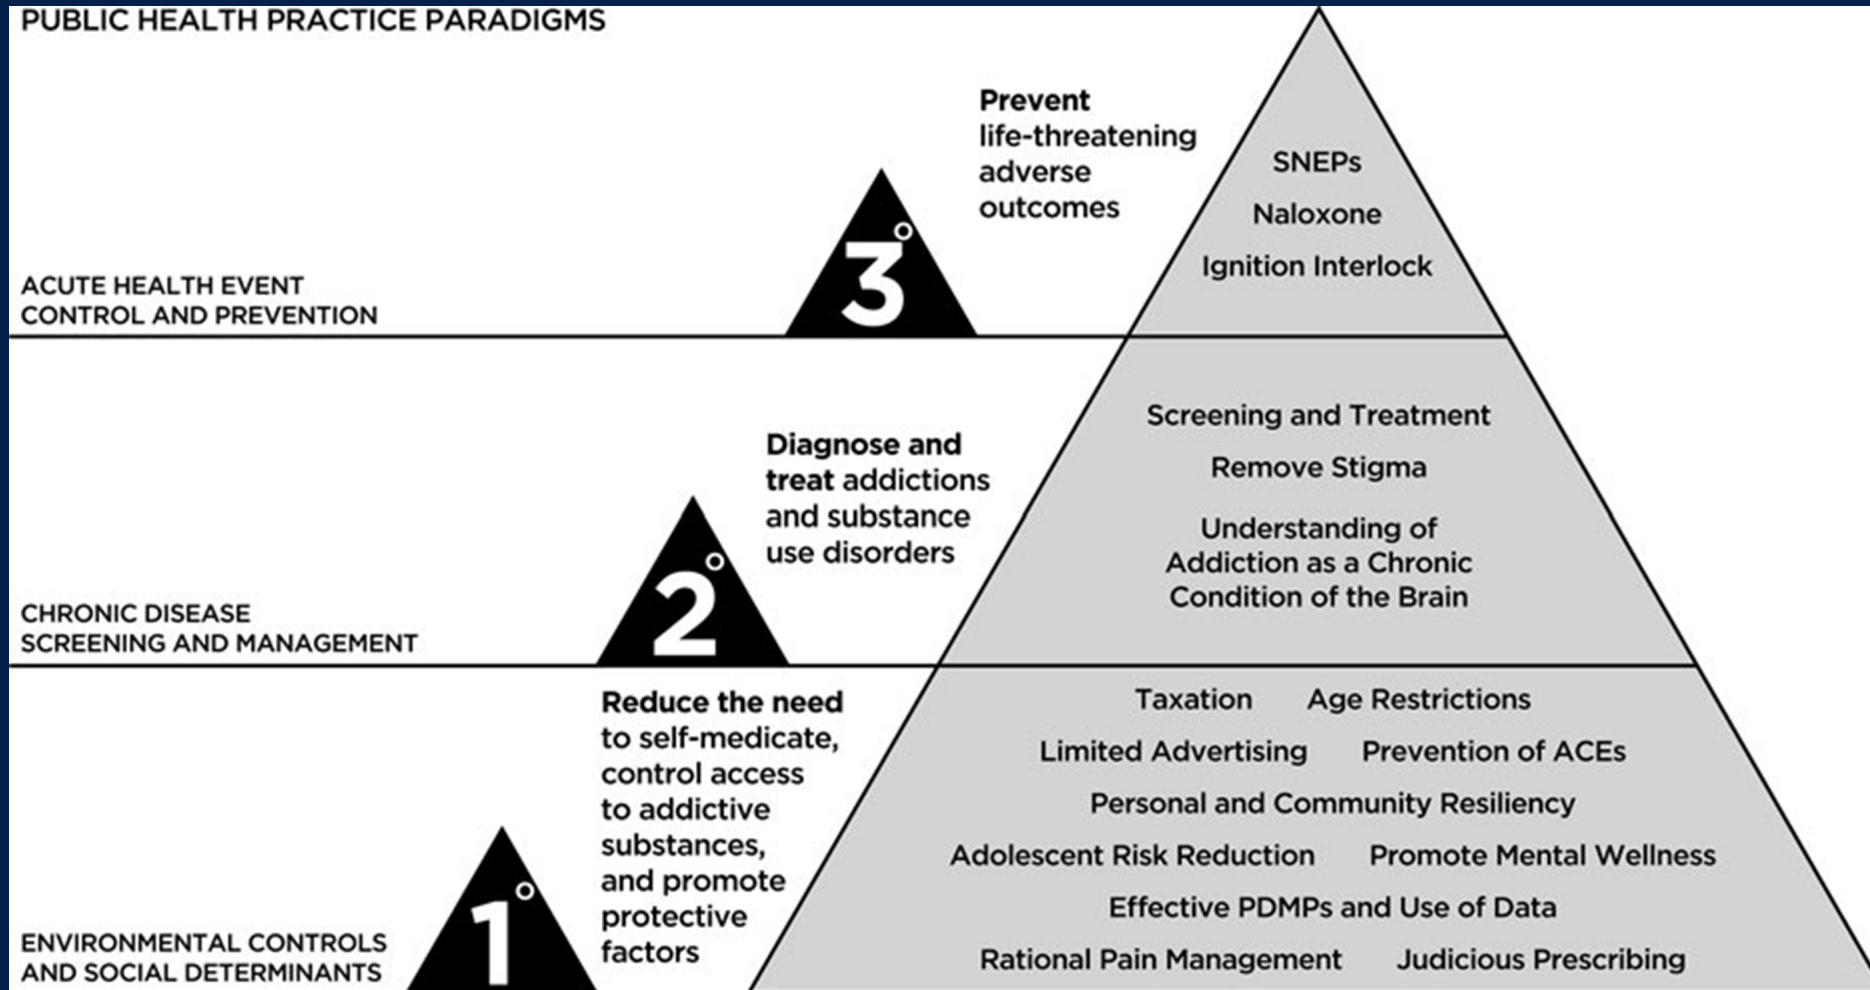 PUBLIC HEALTH PRACTICE PARADIGMS
Prevent
life-threatening
adverse
outcomes
SNEPs
Naloxone
Ignition Interlock
3°
ACUTE HEALTH EVENT
CONTROL AND PREVENTION
Diagnose and
treat addictions
and substance
use disorders
Screening and Treatment
Remove Stigma
Understanding of
Addiction as a Chronic
Condition of the Brain
2°
CHRONIC DISEASE
SCREENING AND MANAGEMENT
Reduce the need
to self-medicate,
control access
to addictive
substances,
and promote
protective
factors
Taxation Age Restrictions
Limited Advertising Prevention of ACEs
Personal and Community Resiliency
Adolescent Risk Reduction Promote Mental Wellness
Effective PDMPs and Use of Data
Rational Pain Management Judicious Prescribing
1°
ENVIRONMENTAL CONTROLS
AND SOCIAL DETERMINANTS